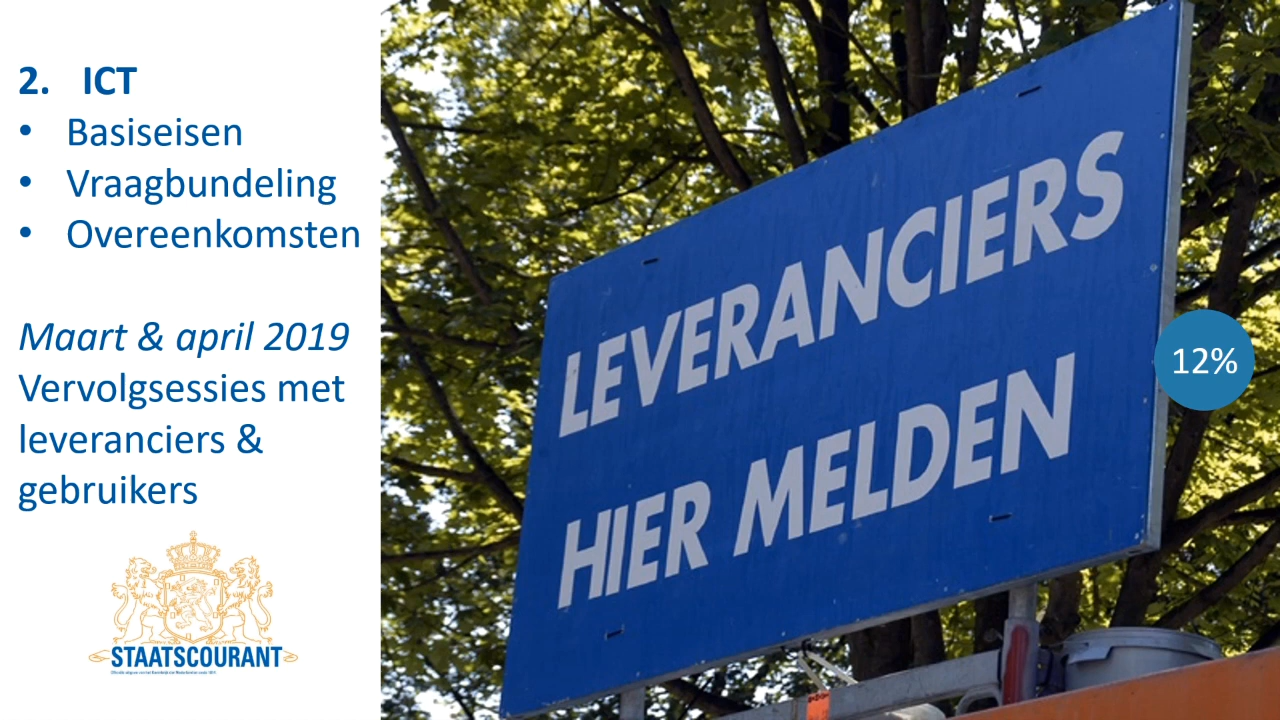 2. ICT
• Basiseisen
• Vraagbundeling
• Overeenkomsten
Maart & april 2019
Vervolgsessies met
leveranciers &
gebruikers
STAATSCOURANT
LEVERANCIERS
HIER MELDEN
12%